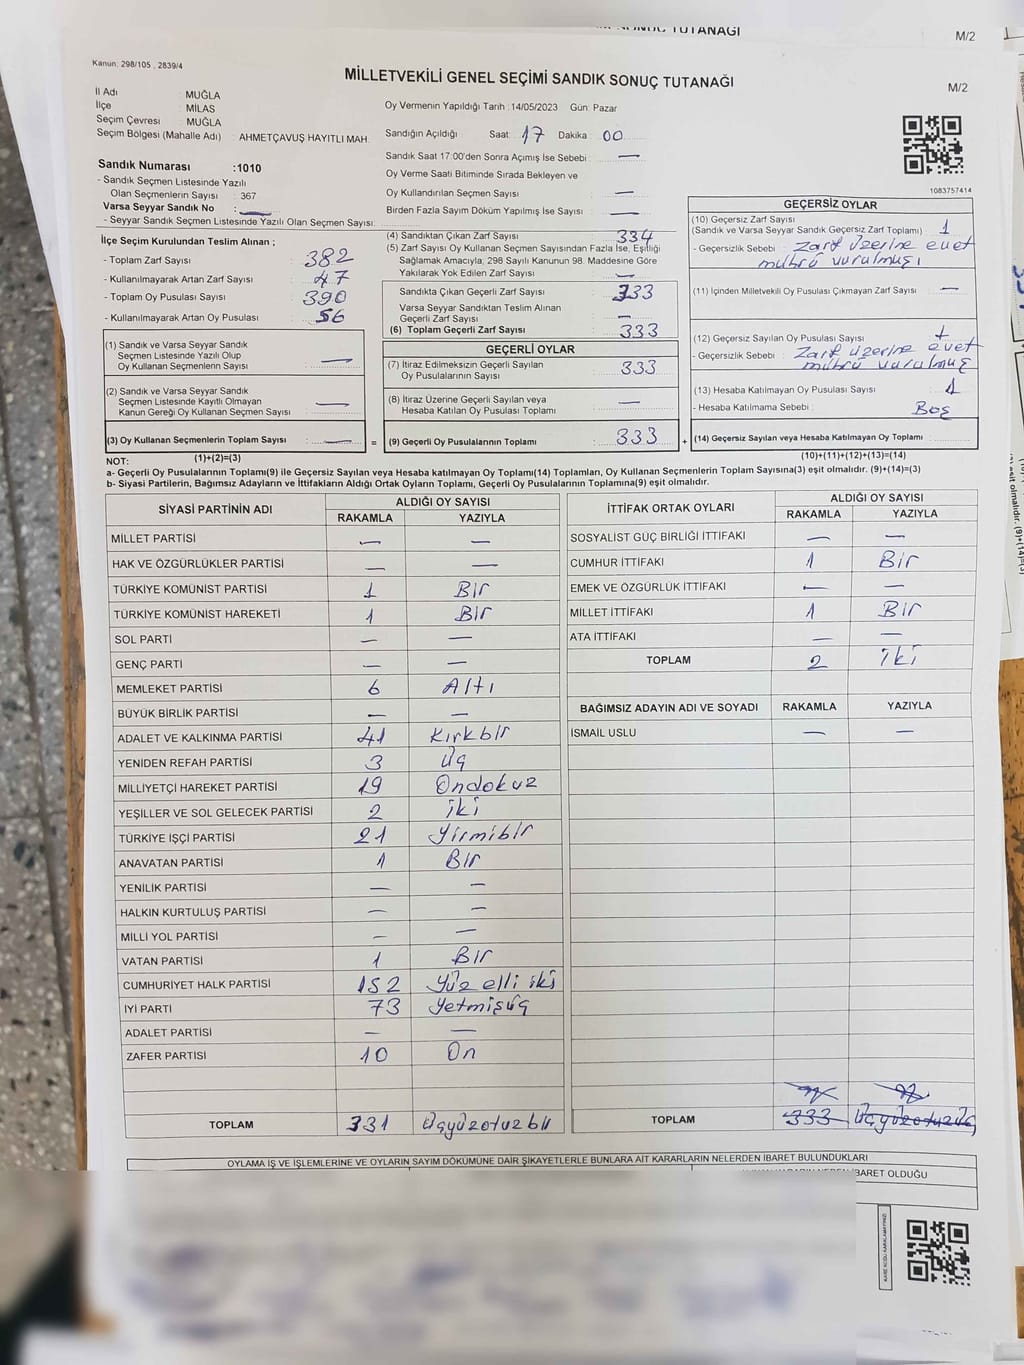 M/2
Kanun: 298/105 , 2839/4
MİLLETVEKİLİ GENEL SEÇİMİ SANDIK SONUÇ TUTANAĞI
M/2
İl Adı : MUĞLA
İlçe : MİLAS
Seçim Çevresi : MUĞLA
Seçim Bölgesi (Mahalle Adı) : AHMETÇAVUŞ HAYITLI MAH.
Sandık Numarası :1010
- Sandık Seçmen Listesinde Yazılı
Olan Seçmenlerin Sayısı : 367
Varsa Seyyar Sandık No : —
- Seyyar Sandık Seçmen Listesinde Yazılı Olan Seçmen Sayısı:
Oy Vermenin Yapıldığı Tarih :14/05/2023 Gün: Pazar
Sandığın Açıldığı Saat: 17 Dakika 00
Sandık Saat 17:00'den Sonra Açımış İse Sebebi : —
Oy Verme Saati Bitiminde Sırada Bekleyen ve
Oy Kullandırılan Seçmen Sayısı : —
Birden Fazla Sayım Döküm Yapılmış İse Sayısı : —
1083757414
İlçe Seçim Kurulundan Teslim Alınan ;
- Toplam Zarf Sayısı : 382
- Kullanılmayarak Artan Zarf Sayısı : 47
- Toplam Oy Pusulası Sayısı : 390
- Kullanılmayarak Artan Oy Pusulası : 56
(4) Sandıktan Çıkan Zarf Sayısı : 334
(5) Zarf Sayısı Oy Kullanan Seçmen Sayısından Fazla İse, Eşitliği
Sağlamak Amacıyla, 298 Sayılı Kanunun 98. Maddesine Göre
Yakılarak Yok Edilen Zarf Sayısı : —
Sandıkta Çıkan Geçerli Zarf Sayısı : 333
Varsa Seyyar Sandıktan Teslim Alınan
Geçerli Zarf Sayısı : —
(6) Toplam Geçerli Zarf Sayısı : 333
GEÇERSİZ OYLAR
(10) Geçersiz Zarf Sayısı
(Sandık ve Varsa Seyyar Sandık Geçersiz Zarf Toplamı) : 1
- Geçersizlik Sebebi : Zarf üzerine evet
mührü vurulmuşı
(11) İçinden Milletvekili Oy Pusulası Çıkmayan Zarf Sayısı : —
(12) Geçersiz Sayılan Oy Pusulası Sayısı : 1
- Geçersizlik Sebebi : Zarf üzerine evet
mührü vurulmuş
(13) Hesaba Katılmayan Oy Pusulası Sayısı : 1
- Hesaba Katılmama Sebebi : Boş
(14) Geçersiz Sayılan veya Hesaba Katılmayan Oy Toplamı :
(10)+(11)+(12)+(13)=(14)
(1) Sandık ve Varsa Seyyar Sandık
Seçmen Listesinde Yazılı Olup
Oy Kullanan Seçmenlerin Sayısı : —
(2) Sandık ve Varsa Seyyar Sandık
Seçmen Listesinde Kayıtlı Olmayan
Kanun Gereği Oy Kullanan Seçmen Sayısı : —
(3) Oy Kullanan Seçmenlerin Toplam Sayısı : — =
(1)+(2)=(3)
GEÇERLİ OYLAR
(7) İtiraz Edilmeksizin Geçerli Sayılan
Oy Pusulalarının Sayısı : 333
(8) İtiraz Üzerine Geçerli Sayılan veya
Hesaba Katılan Oy Pusulası Toplamı : —
(9) Geçerli Oy Pusulalarının Toplamı : 333 +
NOT:
a- Geçerli Oy Pusulalarının Toplamı(9) ile Geçersiz Sayılan veya Hesaba katılmayan Oy Toplamı(14) Toplamları, Oy Kullanan Seçmenlerin Toplam Sayısına(3) eşit olmalıdır. (9)+(14)=(3)
b- Siyasi Partilerin, Bağımsız Adayların ve İttifakların Aldığı Ortak Oyların Toplamı, Geçerli Oy Pusulalarının Toplamına(9) eşit olmalıdır.
SİYASİ PARTİNİN ADI ALDIĞI OY SAYISI
RAKAMLA YAZIYLA
MİLLET PARTİSİ — —
HAK VE ÖZGÜRLÜKLER PARTİSİ — —
TÜRKİYE KOMÜNİST PARTİSİ 1 Bir
TÜRKİYE KOMÜNİST HAREKETİ 1 Bir
SOL PARTİ — —
GENÇ PARTİ — —
MEMLEKET PARTİSİ 6 Altı
BÜYÜK BİRLİK PARTİSİ — —
ADALET VE KALKINMA PARTİSİ 41 Kırkbir
YENİDEN REFAH PARTİSİ 3 Üç
MİLLİYETÇİ HAREKET PARTİSİ 19 Ondokuz
YEŞİLLER VE SOL GELECEK PARTİSİ 2 İki
TÜRKİYE İŞÇİ PARTİSİ 21 Yirmibir
ANAVATAN PARTİSİ 1 Bir
YENİLİK PARTİSİ — —
HALKIN KURTULUŞ PARTİSİ — —
MİLLİ YOL PARTİSİ — —
VATAN PARTİSİ 1 Bir
CUMHURİYET HALK PARTİSİ 152 Yüz elli iki
İYİ PARTİ 73 Yetmişüç
ADALET PARTİSİ — —
ZAFER PARTİSİ 10 On
TOPLAM 331 Üçyüzotuzbir
İTTİFAK ORTAK OYLARI ALDIĞI OY SAYISI
RAKAMLA YAZIYLA
SOSYALİST GÜÇ BİRLİĞİ İTTİFAKI — —
CUMHUR İTTİFAKI 1 Bir
EMEK VE ÖZGÜRLÜK İTTİFAKI — —
MİLLET İTTİFAKI 1 Bir
ATA İTTİFAKI — —
TOPLAM 2 İki
BAĞIMSIZ ADAYIN ADI VE SOYADI RAKAMLA YAZIYLA
İSMAİL USLU — —
TOPLAM 333 Üçyüzotuzüç
OYLAMA İŞ VE İŞLEMLERİNE VE OYLARIN SAYIM DÖKÜMÜNE DAİR ŞİKAYETLERLE BUNLARA AİT KARARLARIN NELERDEN İBARET BULUNDUKLARI
İBARET OLDUĞU